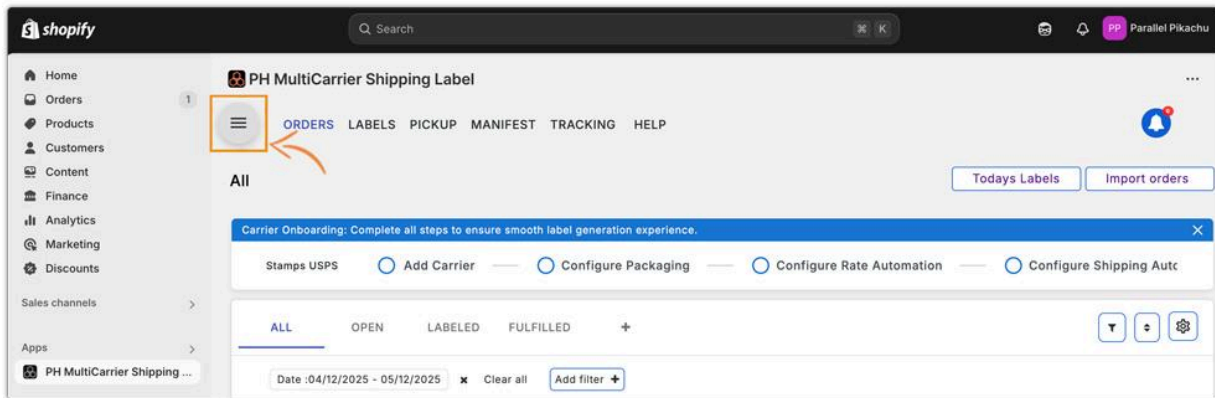 shopify
Search
⌘ K
PP Parallel Pikachu
Home
Orders 1
Products
Customers
Content
Finance
Analytics
Marketing
Discounts
Sales channels
Apps
PH MultiCarrier Shipping ...
PH MultiCarrier Shipping Label
ORDERS LABELS PICKUP MANIFEST TRACKING HELP
All
Todays Labels
Import orders
Carrier Onboarding: Complete all steps to ensure smooth label generation experience.
Stamps USPS Add Carrier Configure Packaging Configure Rate Automation Configure Shipping Autc
ALL OPEN LABELED FULFILLED +
Date :04/12/2025 - 05/12/2025 x Clear all Add filter +